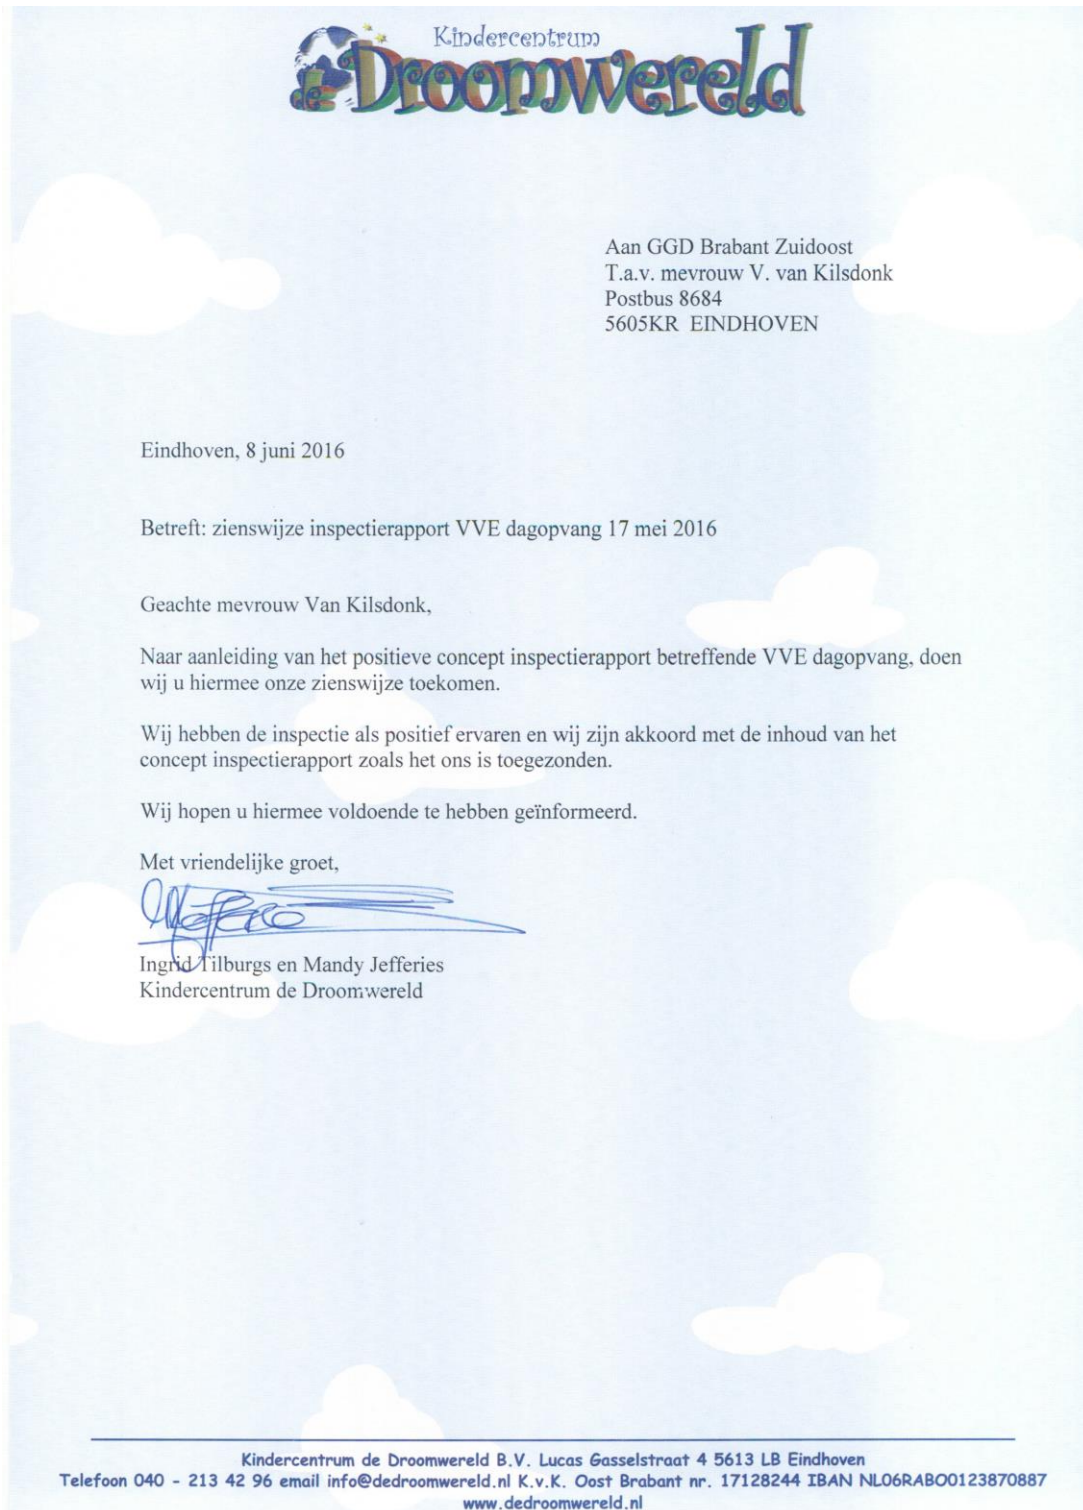 Kindercentrum
de Droomwereld
Aan GGD Brabant Zuidoost
T.a.v. mevrouw V. van Kilsdonk
Postbus 8684
5605KR EINDHOVEN
Eindhoven, 8 juni 2016
Betreft: zienswijze inspectierapport VVE dagopvang 17 mei 2016
Geachte mevrouw Van Kilsdonk,
Naar aanleiding van het positieve concept inspectierapport betreffende VVE dagopvang, doen
wij u hiermee onze zienswijze toekomen.
Wij hebben de inspectie als positief ervaren en wij zijn akkoord met de inhoud van het
concept inspectierapport zoals het ons is toegezonden.
Wij hopen u hiermee voldoende te hebben geïnformeerd.
Met vriendelijke groet,
Ingrid Tilburgs en Mandy Jefferies
Kindercentrum de Droomwereld
Kindercentrum de Droomwereld B.V. Lucas Gasselstraat 4 5613 LB Eindhoven
Telefoon 040 - 213 42 96 email info@dedroomwereld.nl K.v.K. Oost Brabant nr. 17128244 IBAN NL06RABO0123870887
www.dedroomwereld.nl